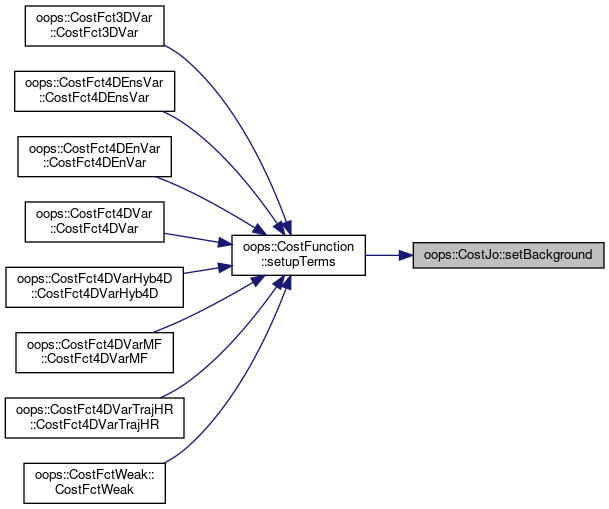 oops::CostFct3DVar
::CostFct3DVar
oops::CostFct4DEnsVar
::CostFct4DEnsVar
oops::CostFct4DEnVar
::CostFct4DEnVar
oops::CostFct4DVar
::CostFct4DVar
oops::CostFct4DVarHyb4D
::CostFct4DVarHyb4D
oops::CostFct4DVarMF
::CostFct4DVarMF
oops::CostFct4DVarTrajHR
::CostFct4DVarTrajHR
oops::CostFctWeak::
CostFctWeak
oops::CostFunction
::setupTerms
oops::CostJo::setBackground